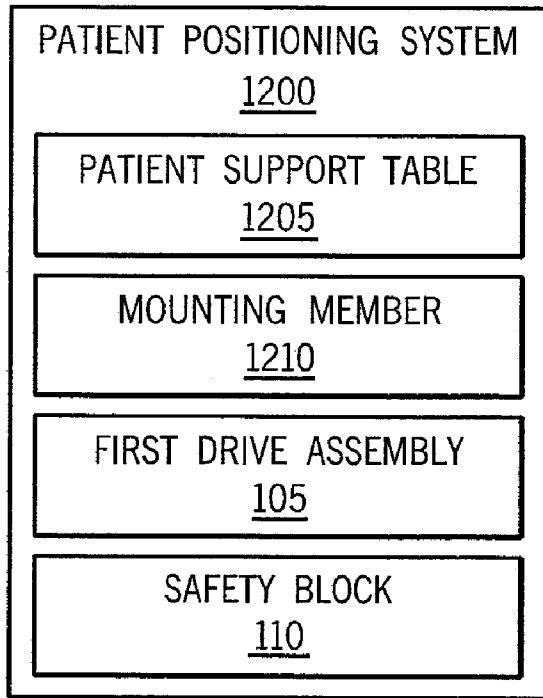 PATIENT POSITIONING SYSTEM
1200
PATIENT SUPPORT TABLE
1205
MOUNTING MEMBER
1210
FIRST DRIVE ASSEMBLY
105
SAFETY BLOCK
110